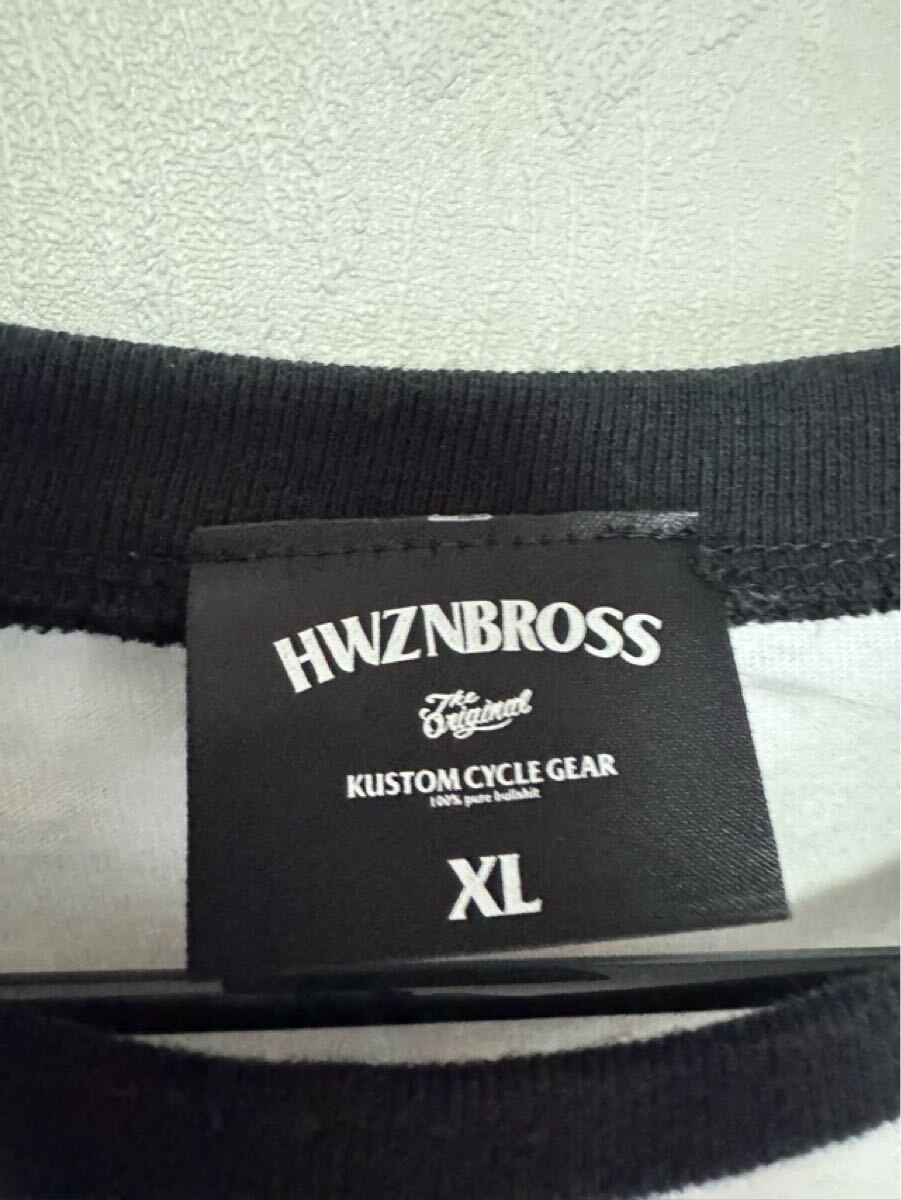 HWZNBROSS
The
Original
KUSTOM CYCLE GEAR
100% pure bullshit
XL